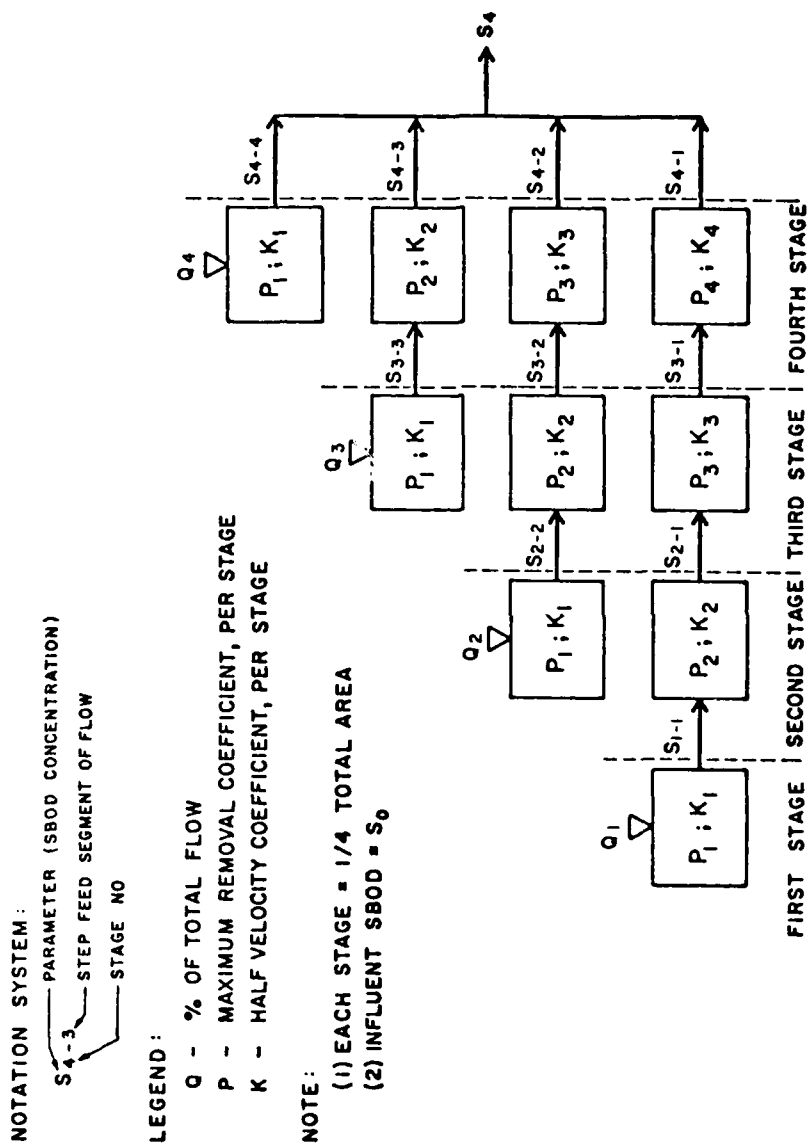 NOTATION SYSTEM:
PARAMETER (SBOD CONCENTRATION)
S4-3
STEP FEED SEGMENT OF FLOW
STAGE NO
LEGEND:
Q - % OF TOTAL FLOW
P - MAXIMUM REMOVAL COEFFICIENT, PER STAGE
K - HALF VELOCITY COEFFICIENT, PER STAGE
NOTE:
(1) EACH STAGE = 1/4 TOTAL AREA
(2) INFLUENT SBOD = S0
Q4
P1; K1
S4-4
Q3
P1; K1
S3-3
P2; K2
S4-3
S4
Q2
P1; K1
S2-2
P2; K2
S3-2
P3; K3
S4-2
Q1
P1; K1
S1-1
P2; K2
S2-1
P3; K3
S3-1
P4; K4
S4-1
FIRST STAGE | SECOND STAGE | THIRD STAGE | FOURTH STAGE